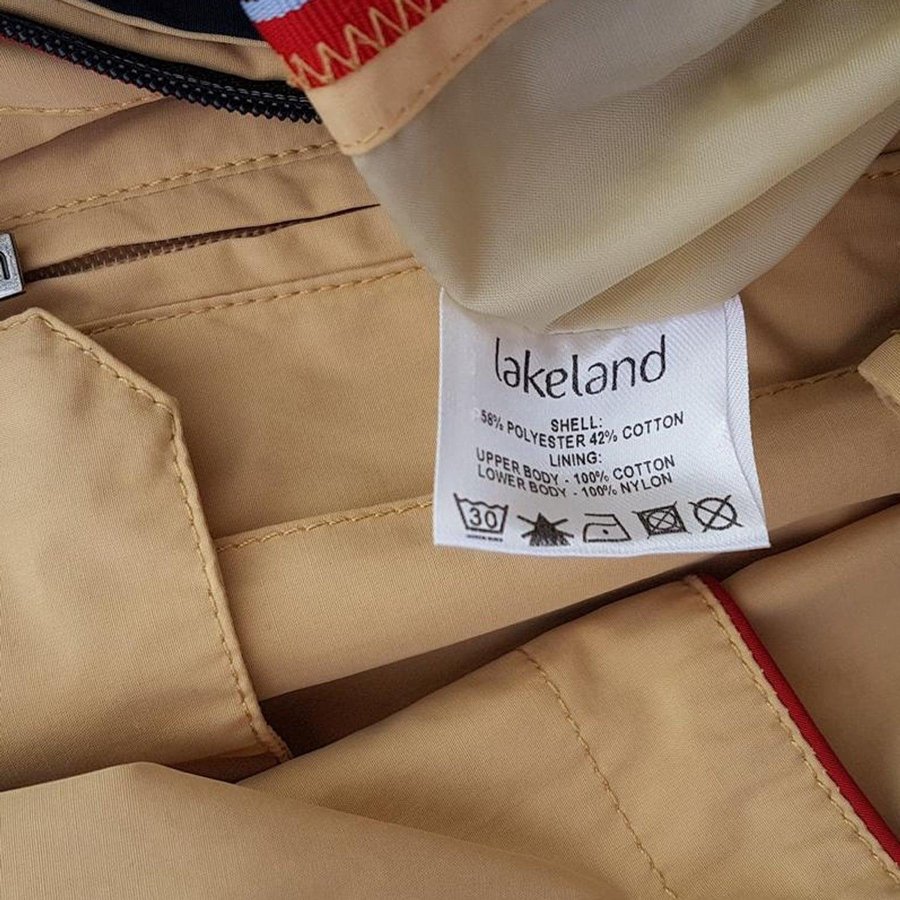 lakeland
SHELL:
58% POLYESTER 42% COTTON
LINING:
UPPER BODY - 100% COTTON
LOWER BODY - 100% NYLON
30